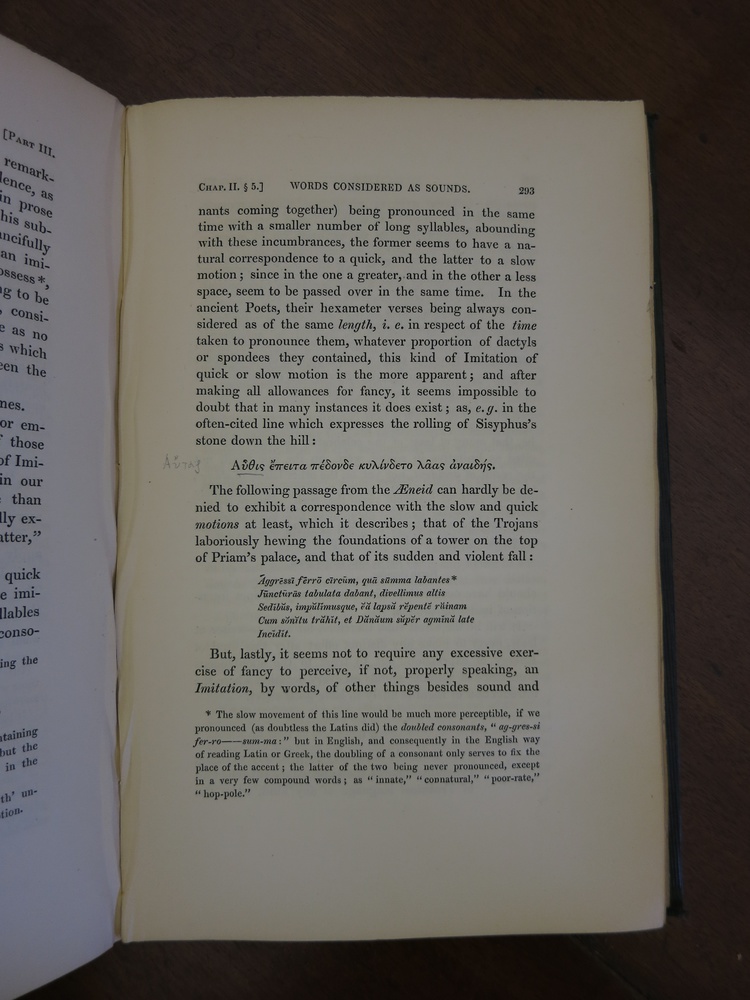 [PART III.
remark-
lence, as
in prose
his sub-
ncifully
an imi-
ossess*,
ng to be
, consi-
e as no
s which
een the
nes.
or em-
f those
of Imi-
in our
than
lly ex-
atter,”
quick
e imi-
llables
conso-
ing the
ntaining
but the
in the
th’ un-
tion.
CHAP. II. § 5.] WORDS CONSIDERED AS SOUNDS. 293
nants coming together) being pronounced in the same
time with a smaller number of long syllables, abounding
with these incumbrances, the former seems to have a na-
tural correspondence to a quick, and the latter to a slow
motion; since in the one a greater, and in the other a less
space, seem to be passed over in the same time. In the
ancient Poets, their hexameter verses being always con-
sidered as of the same length, i. e. in respect of the time
taken to pronounce them, whatever proportion of dactyls
or spondees they contained, this kind of Imitation of
quick or slow motion is the more apparent; and after
making all allowances for fancy, it seems impossible to
doubt that in many instances it does exist; as, e. g. in the
often-cited line which expresses the rolling of Sisyphus’s
stone down the hill:
Αὖθις ἔπειτα πέδονδε κυλίνδετο λᾶας ἀναιδής.
The following passage from the Æneid can hardly be de-
nied to exhibit a correspondence with the slow and quick
motions at least, which it describes; that of the Trojans
laboriously hewing the foundations of a tower on the top
of Priam’s palace, and that of its sudden and violent fall:
Āggrēssī fērrō cīrcūm, quā sūmma labantes*
Jūnctūrās tabulata dabant, divellimus altis
Sedibŭs, impŭlĭmusque, ĕă lapsă rĕpentĕ rŭinam
Cum sŏnĭtu trăhĭt, et Dănăum sŭpĕr agmĭnă late
Incĭdĭt.
But, lastly, it seems not to require any excessive exer-
cise of fancy to perceive, if not, properly speaking, an
Imitation, by words, of other things besides sound and
* The slow movement of this line would be much more perceptible, if we
pronounced (as doubtless the Latins did) the doubled consonants, “ ag-gres-si
fer-ro——sum-ma:” but in English, and consequently in the English way
of reading Latin or Greek, the doubling of a consonant only serves to fix the
place of the accent; the latter of the two being never pronounced, except
in a very few compound words; as “ innate,” “ connatural,” “ poor-rate,”
“ hop-pole.”